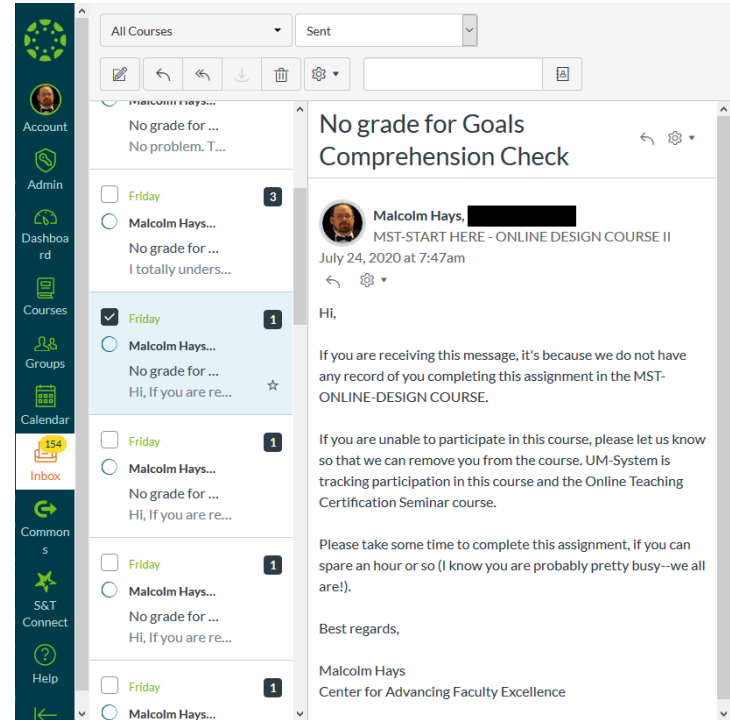 All Courses
Sent
Account
Admin
Dashboa
rd
Courses
Groups
Calendar
154
Inbox
Common
s
S&T
Connect
Help
Malcolm Hays...
No grade for ...
No problem. T...
Friday
3
Malcolm Hays...
No grade for ...
I totally unders...
Friday
1
Malcolm Hays...
No grade for ...
Hi, If you are re...
Friday
1
Malcolm Hays...
No grade for ...
Hi, If you are re...
Friday
1
Malcolm Hays...
No grade for ...
Hi, If you are re...
Friday
1
Malcolm Hays...
No grade for Goals
Comprehension Check
Malcolm Hays,
MST-START HERE - ONLINE DESIGN COURSE II
July 24, 2020 at 7:47am
Hi,
If you are receiving this message, it's because we do not have
any record of you completing this assignment in the MST-
ONLINE-DESIGN COURSE.
If you are unable to participate in this course, please let us know
so that we can remove you from the course. UM-System is
tracking participation in this course and the Online Teaching
Certification Seminar course.
Please take some time to complete this assignment, if you can
spare an hour or so (I know you are probably pretty busy--we all
are!).
Best regards,
Malcolm Hays
Center for Advancing Faculty Excellence